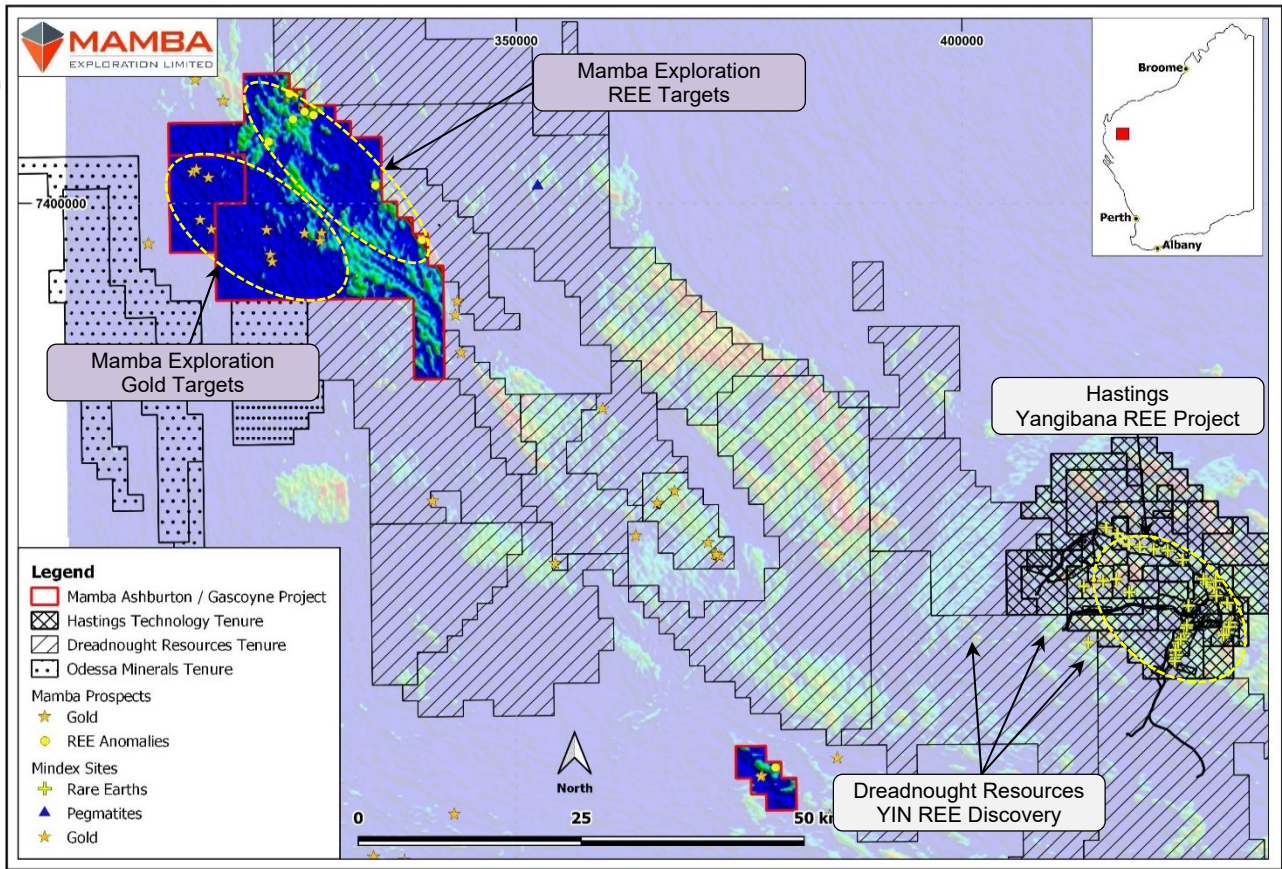 MAMBA
EXPLORATION LIMITED
350000
400000
Mamba Exploration
REE Targets
Broome
Perth
Albany
7400000
Mamba Exploration
Gold Targets
Hastings
Yangibana REE Project
Legend
Mamba Ashburton / Gascoyne Project
Hastings Technology Tenure
Dreadnought Resources Tenure
Odessa Minerals Tenure
Mamba Prospects
Gold
REE Anomalies
Mindex Sites
Rare Earths
Pegmatites
Gold
North
0
25
50 km
Dreadnought Resources
YIN REE Discovery